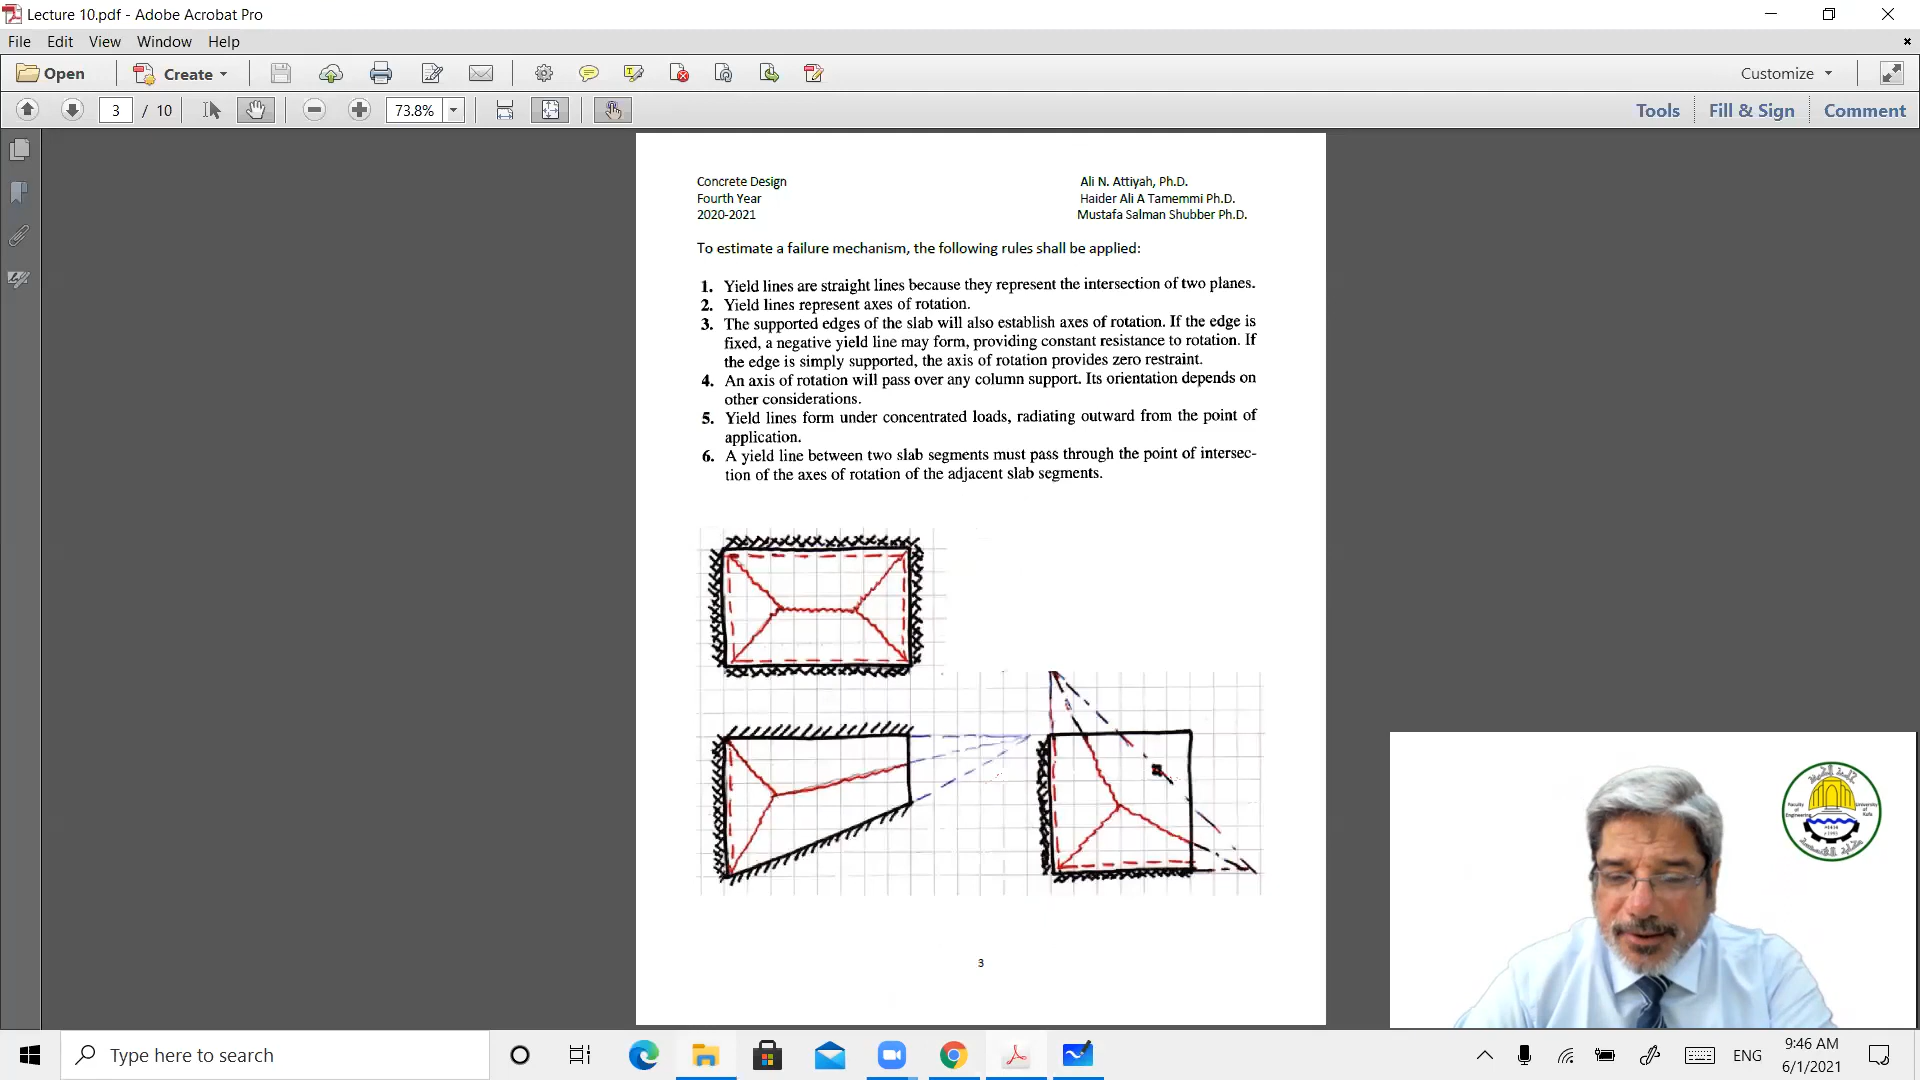 Lecture 10.pdf - Adobe Acrobat Pro
File Edit View Window Help
Open Create Customize
3 / 10 73.8% Tools Fill & Sign Comment
Concrete Design
Fourth Year
2020-2021
Ali N. Attiyah, Ph.D.
Haider Ali A Tamemmi Ph.D.
Mustafa Salman Shubber Ph.D.
To estimate a failure mechanism, the following rules shall be applied:
1. Yield lines are straight lines because they represent the intersection of two planes.
2. Yield lines represent axes of rotation.
3. The supported edges of the slab will also establish axes of rotation. If the edge is
fixed, a negative yield line may form, providing constant resistance to rotation. If
the edge is simply supported, the axis of rotation provides zero restraint.
4. An axis of rotation will pass over any column support. Its orientation depends on
other considerations.
5. Yield lines form under concentrated loads, radiating outward from the point of
application.
6. A yield line between two slab segments must pass through the point of intersec-
tion of the axes of rotation of the adjacent slab segments.
3
Type here to search
ENG
9:46 AM
6/1/2021